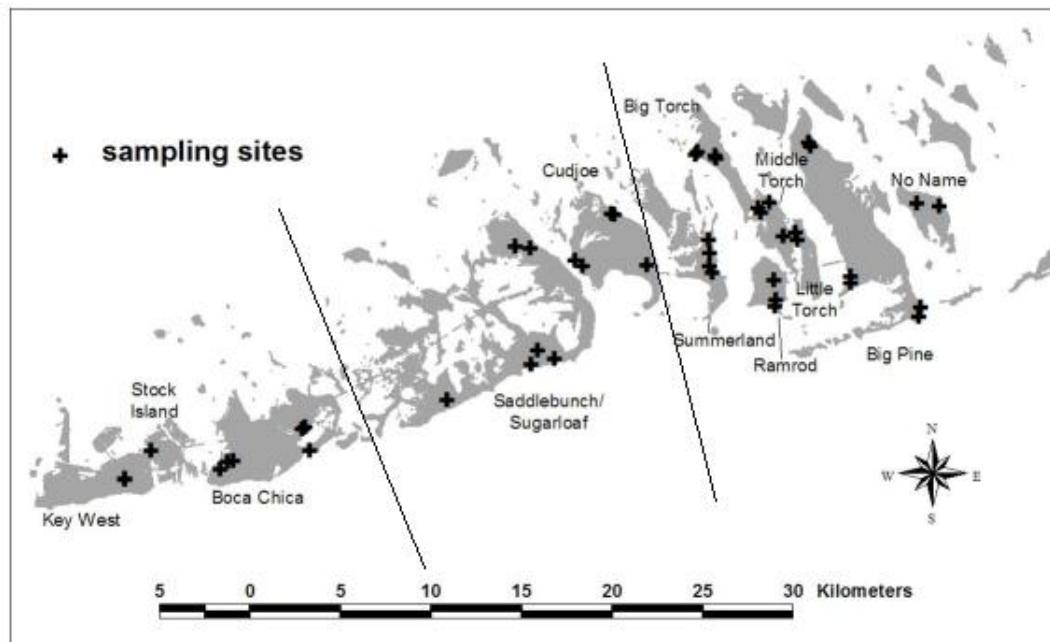 Big Torch
sampling sites
Middle
Torch
Cudjoe
No Name
Little
Torch
Summerland
Ramrod
Big Pine
Stock
Island
Saddlebunch/
Sugarloaf
Boca Chica
Key West
N
W E
S
5 0 5 10 15 20 25 30 Kilometers